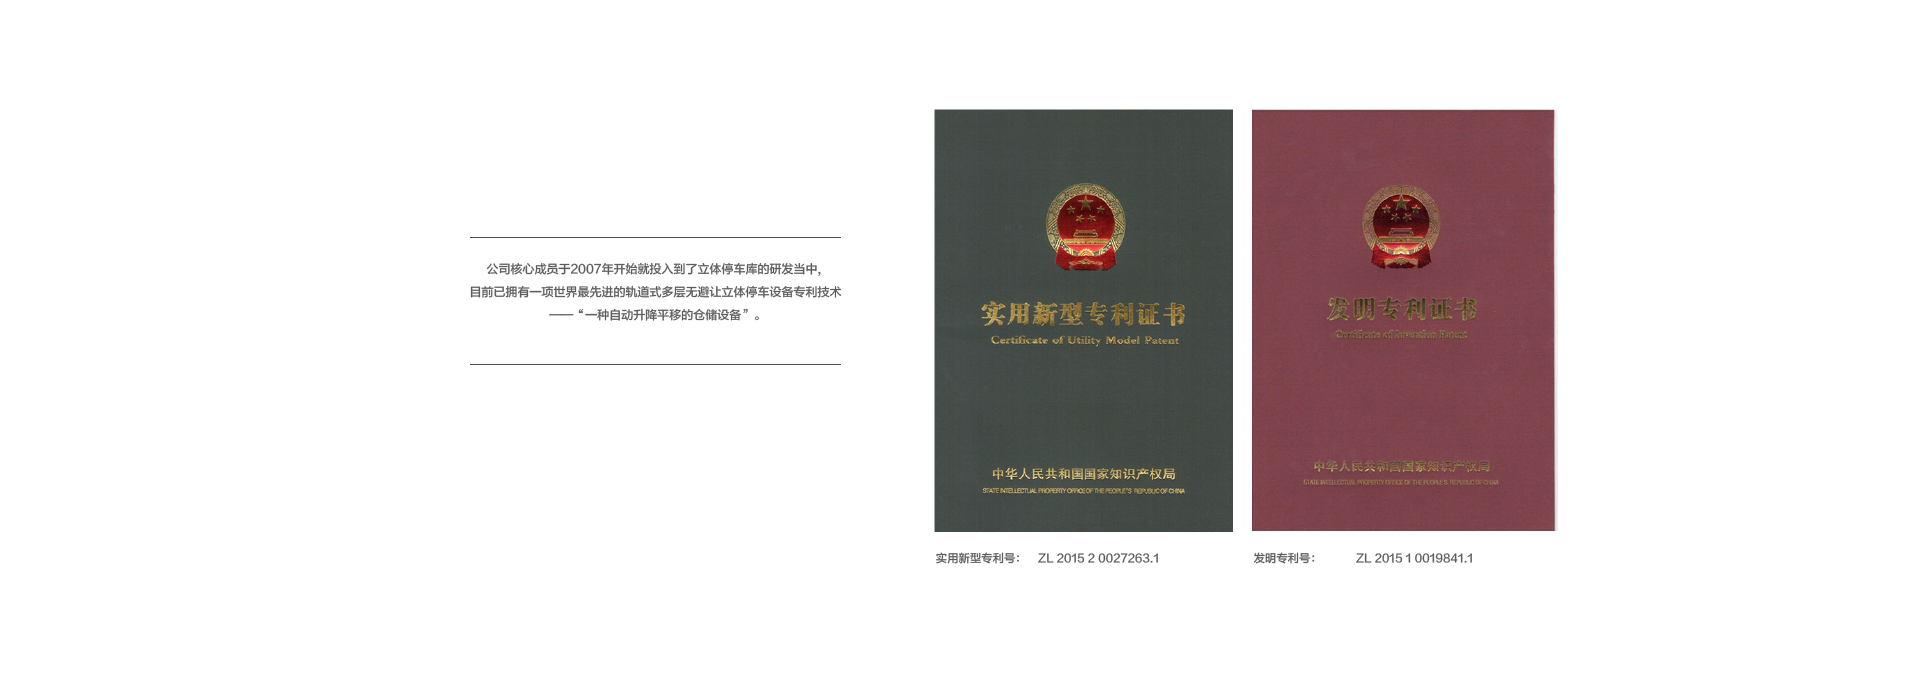 公司核心成员于2007年开始就投入到了立体停车库的研发当中，
目前已拥有一项世界最先进的轨道式多层无避让立体停车设备专利技术
——“一种自动升降平移的仓储设备”。
实用新型专利证书
Certificate of Utility Model Patent
中华人民共和国国家知识产权局
STATE INTELLECTUAL PROPERTY OFFICE OF THE PEOPLE'S REPUBLIC OF CHINA
实用新型专利号： ZL 2015 2 0027263.1
发明专利证书
Certificate of Invention Patent
中华人民共和国国家知识产权局
STATE INTELLECTUAL PROPERTY OFFICE OF THE PEOPLE'S REPUBLIC OF CHINA
发明专利号： ZL 2015 1 0019841.1